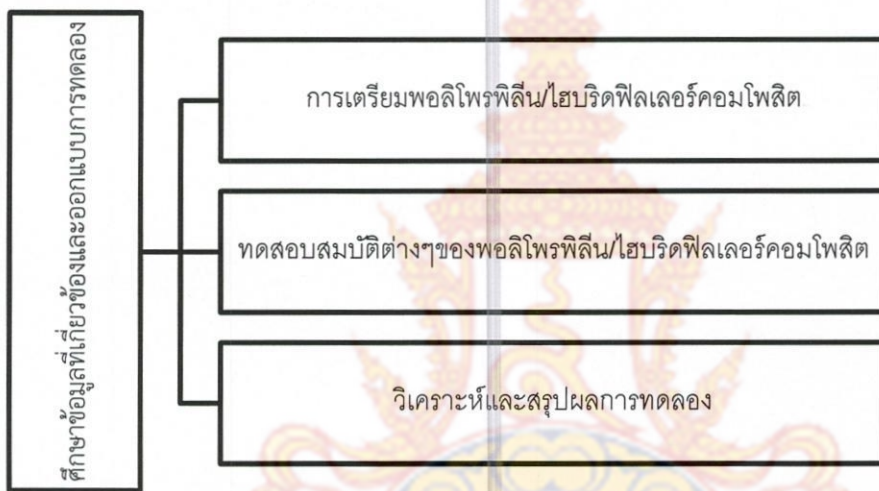 ศึกษาข้อมูลที่เกี่ยวข้องและออกแบบการทดลอง
การเตรียมพอลิโพรพิลีน/ไฮบริดฟิลเลอร์คอมโพสิต
ทดสอบสมบัติต่างๆของพอลิโพรพิลีน/ไฮบริดฟิลเลอร์คอมโพสิต
วิเคราะห์และสรุปผลการทดลอง